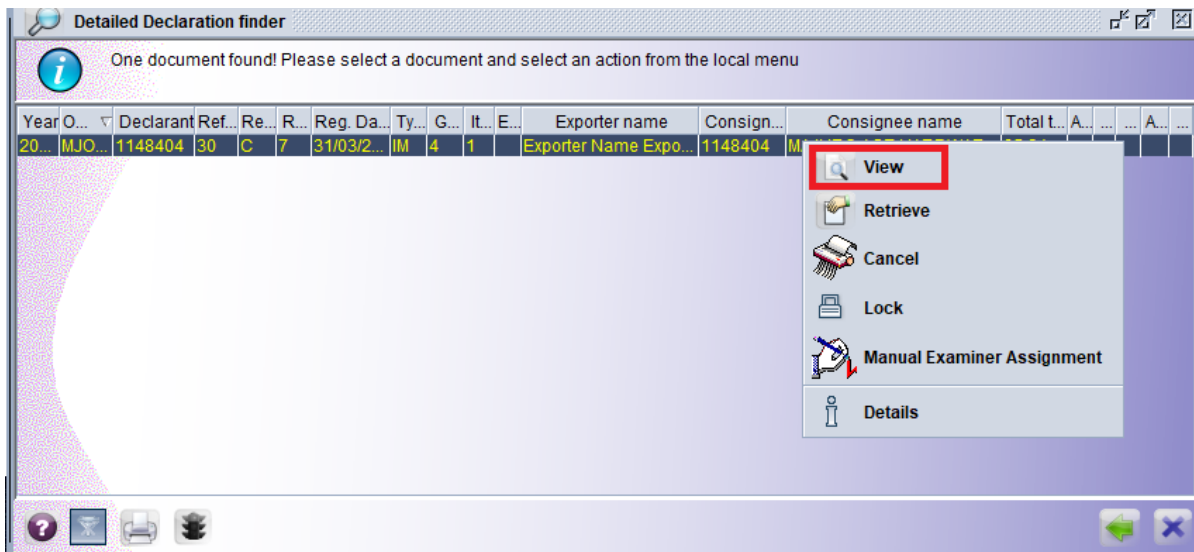 Detailed Declaration finder
One document found! Please select a document and select an action from the local menu
Year O... Declarant Ref... Re... R... Reg. Da... Ty... G... It... E... Exporter name Consign... Consignee name Total t... A... ... ... A... ...
20... MJO... 1148404 30 C 7 31/03/2... IM 4 1 Exporter Name Expo... 1148404
View
Retrieve
Cancel
Lock
Manual Examiner Assignment
Details